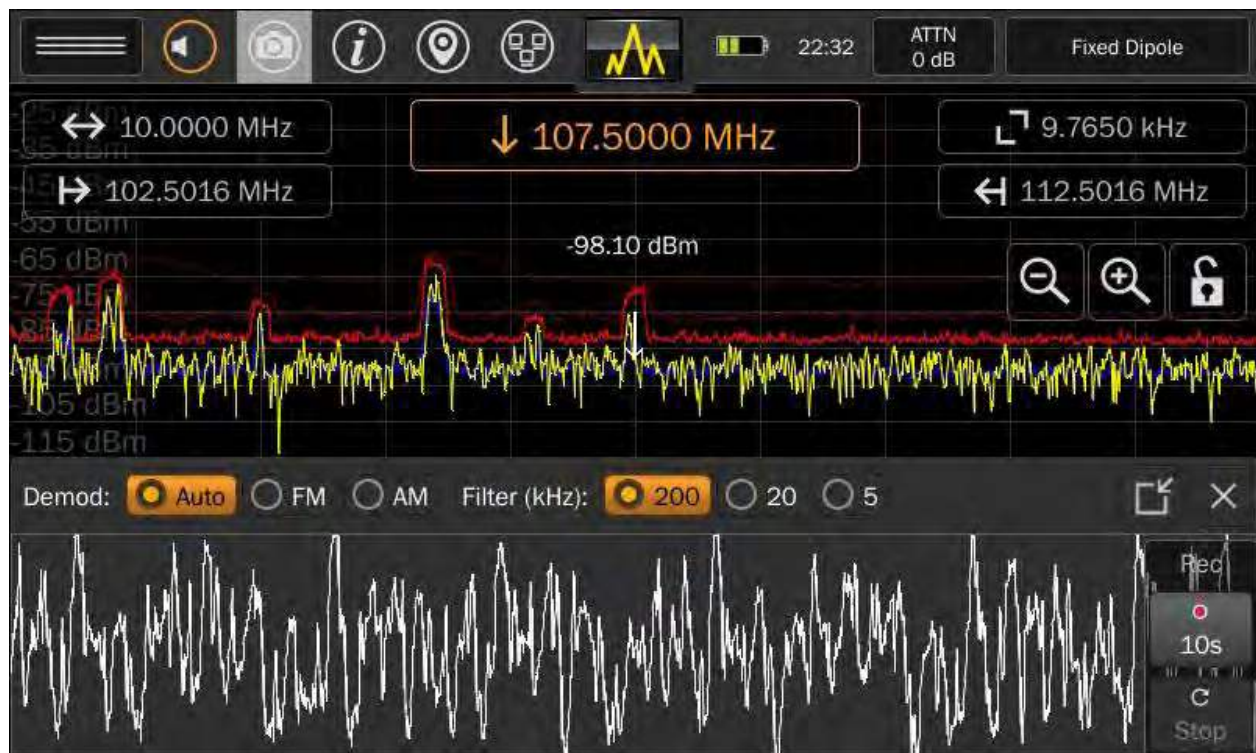 22:32
ATTN
0 dB
Fixed Dipole
10.0000 MHz
107.5000 MHz
9.7650 kHz
102.5016 MHz
112.5016 MHz
-55 dBm
-98.10 dBm
-65 dBm
-105 dBm
-115 dBm
Demod: Auto FM AM Filter (kHz): 200 20 5
Rec
10s
Stop